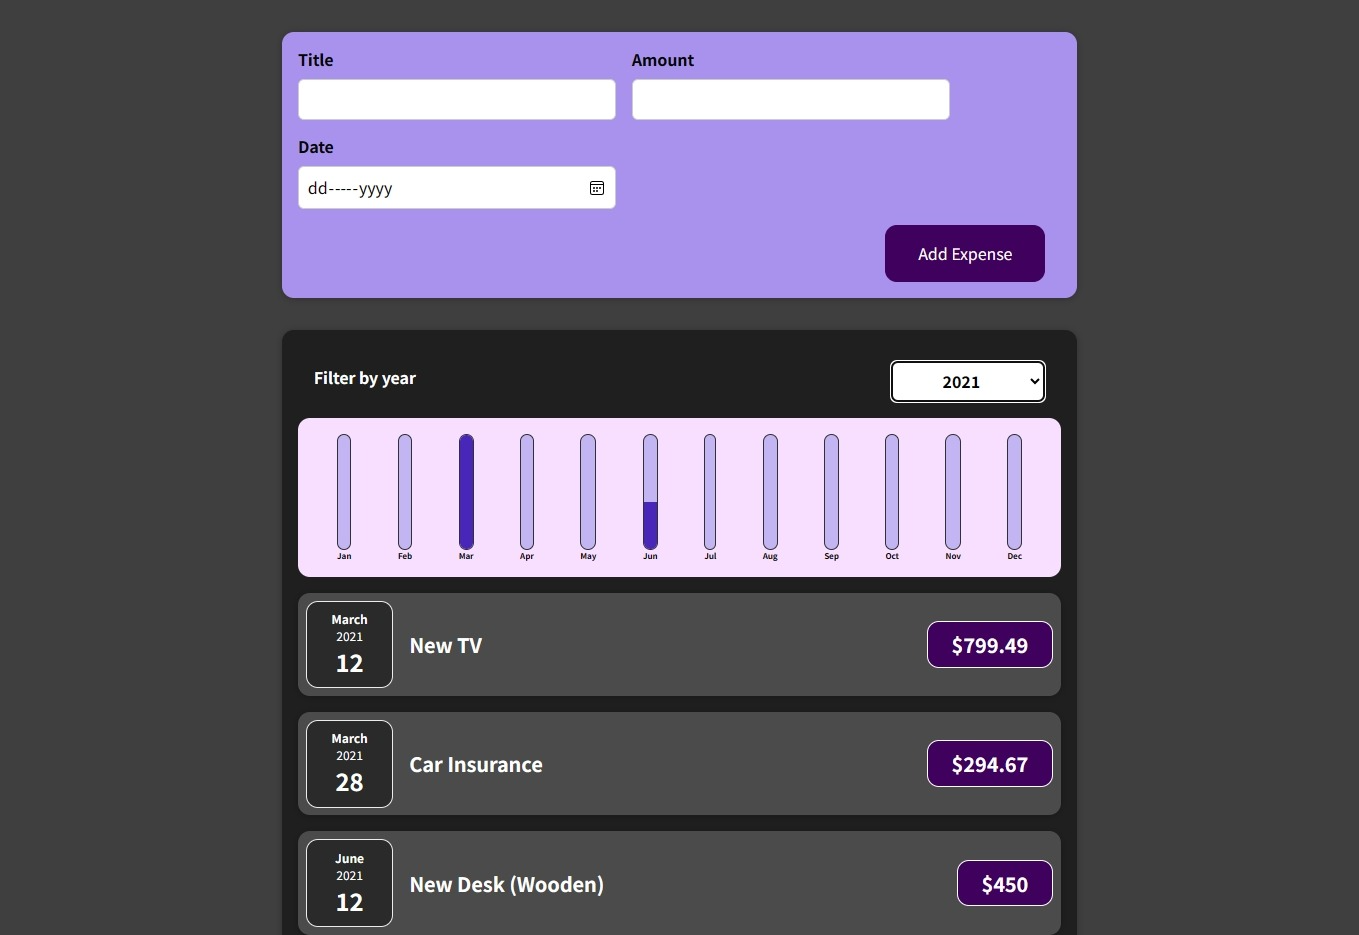 Title Amount
Date
dd-----yyyy
Add Expense
Filter by year 2021
Jan Feb Mar Apr May Jun Jul Aug Sep Oct Nov Dec
March
2021
12
New TV
$799.49
March
2021
28
Car Insurance
$294.67
June
2021
12
New Desk (Wooden)
$450